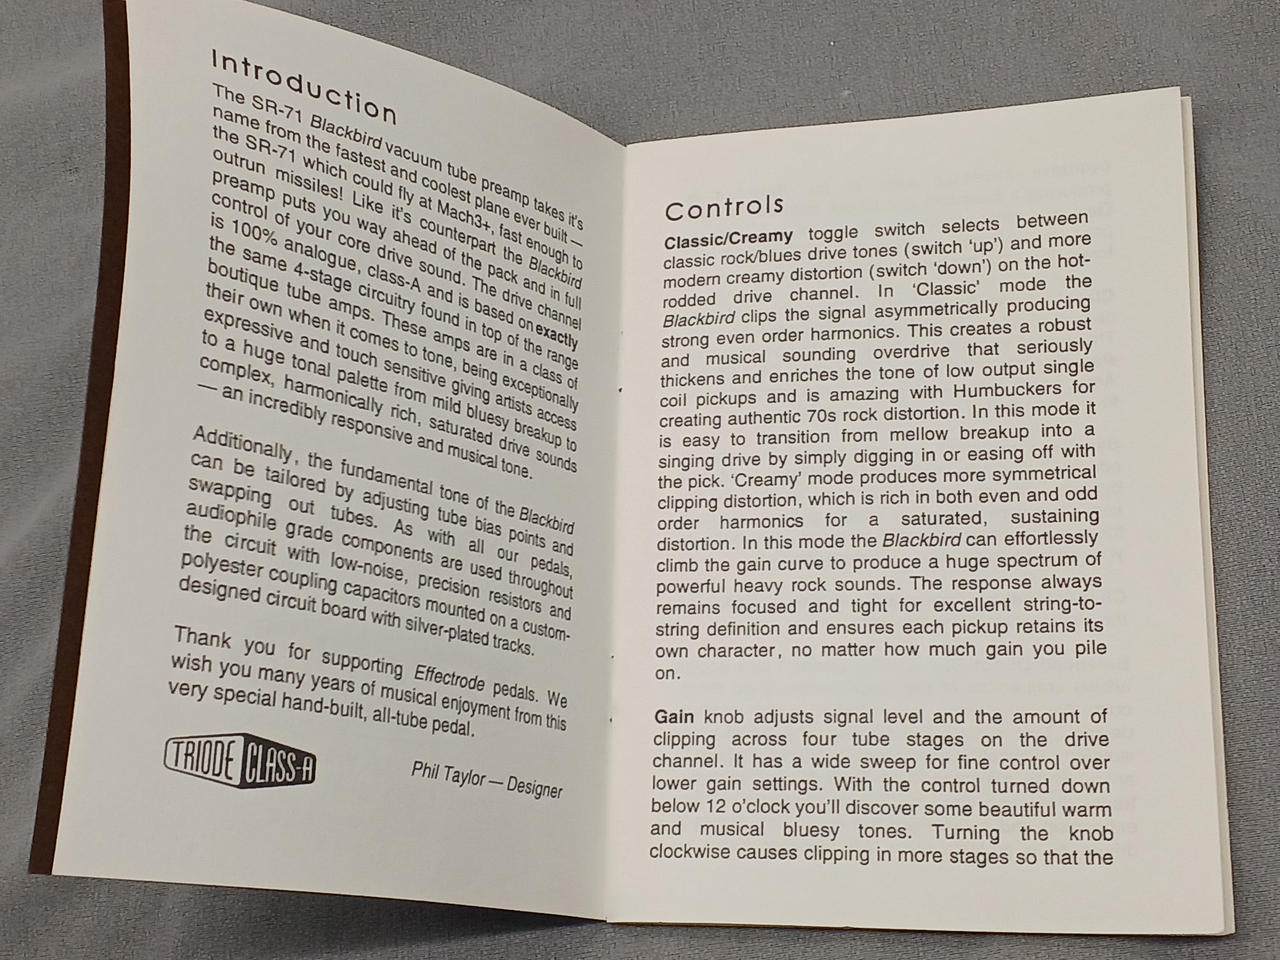 Introduction
The SR-71 Blackbird vacuum tube preamp takes it's
name from the fastest and coolest plane ever built —
the SR-71 which could fly at Mach3+, fast enough to
outrun missiles! Like it's counterpart the Blackbird
preamp puts you way ahead of the pack and in full
control of your core drive sound. The drive channel
is 100% analogue, class-A and is based on exactly
the same 4-stage circuitry found in top of the range
boutique tube amps. These amps are in a class of
their own when it comes to tone, being exceptionally
expressive and touch sensitive giving artists access
to a huge tonal palette from mild bluesy breakup to
complex, harmonically rich, saturated drive sounds
— an incredibly responsive and musical tone.
Additionally, the fundamental tone of the Blackbird
can be tailored by adjusting tube bias points and
swapping out tubes. As with all our pedals,
audiophile grade components are used throughout
the circuit with low-noise, precision resistors and
polyester coupling capacitors mounted on a custom-
designed circuit board with silver-plated tracks.
Thank you for supporting Effectrode pedals. We
wish you many years of musical enjoyment from this
very special hand-built, all-tube pedal.
TRIODE CLASS-A
Phil Taylor — Designer
Controls
Classic/Creamy toggle switch selects between
classic rock/blues drive tones (switch 'up') and more
modern creamy distortion (switch 'down') on the hot-
rodded drive channel. In 'Classic' mode the
Blackbird clips the signal asymmetrically producing
strong even order harmonics. This creates a robust
and musical sounding overdrive that seriously
thickens and enriches the tone of low output single
coil pickups and is amazing with Humbuckers for
creating authentic 70s rock distortion. In this mode it
is easy to transition from mellow breakup into a
singing drive by simply digging in or easing off with
the pick. 'Creamy' mode produces more symmetrical
clipping distortion, which is rich in both even and odd
order harmonics for a saturated, sustaining
distortion. In this mode the Blackbird can effortlessly
climb the gain curve to produce a huge spectrum of
powerful heavy rock sounds. The response always
remains focused and tight for excellent string-to-
string definition and ensures each pickup retains its
own character, no matter how much gain you pile
on.
Gain knob adjusts signal level and the amount of
clipping across four tube stages on the drive
channel. It has a wide sweep for fine control over
lower gain settings. With the control turned down
below 12 o'clock you'll discover some beautiful warm
and musical bluesy tones. Turning the knob
clockwise causes clipping in more stages so that the